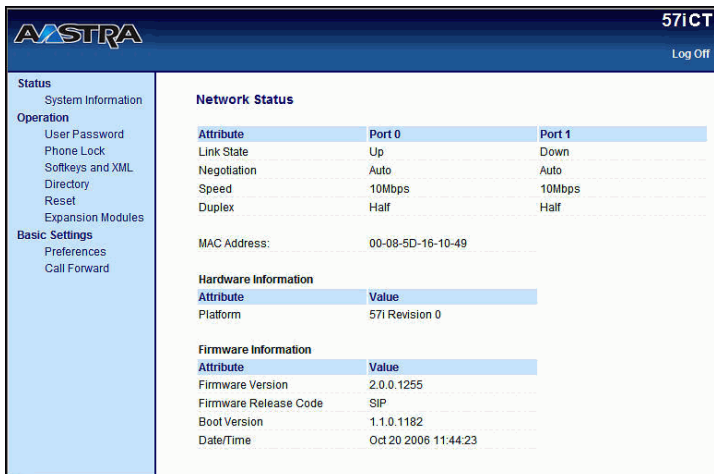 57iCT
AASTRA
Log Off
Status
System Information
Operation
User Password
Phone Lock
Softkeys and XML
Directory
Reset
Expansion Modules
Basic Settings
Preferences
Call Forward
Network Status
Attribute Port 0 Port 1
Link State Up Down
Negotiation Auto Auto
Speed 10Mbps 10Mbps
Duplex Half Half
MAC Address: 00-08-5D-16-10-49
Hardware Information
Attribute Value
Platform 57i Revision 0
Firmware Information
Attribute Value
Firmware Version 2.0.0.1255
Firmware Release Code SIP
Boot Version 1.1.0.1182
Date/Time Oct 20 2006 11:44:23